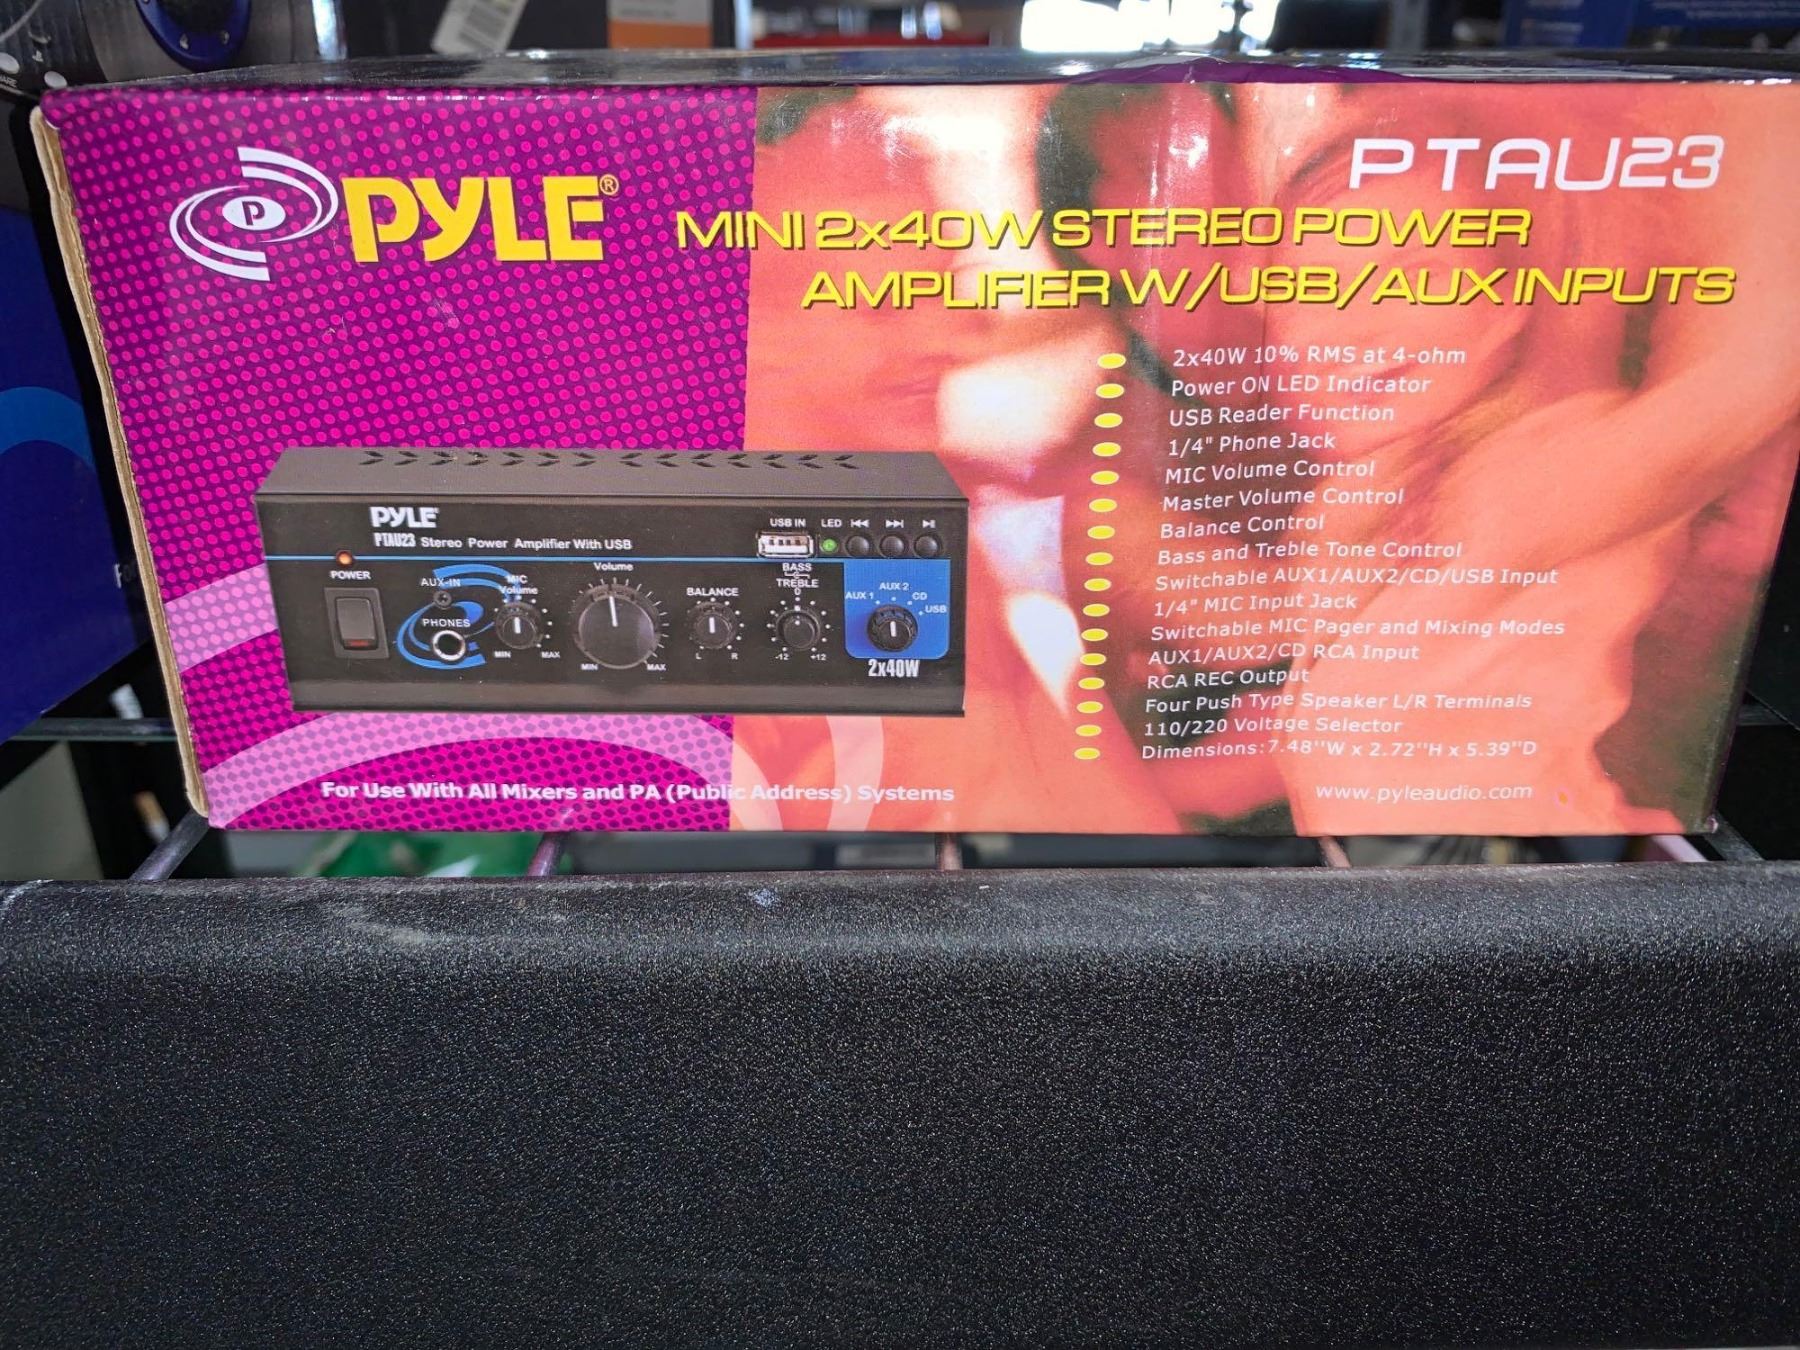 P
PYLE®
PTAU23
MINI 2x40W STEREO POWER
AMPLIFIER W/USB/AUX INPUTS
2x40W 10% RMS at 4-ohm
Power ON LED Indicator
USB Reader Function
1/4" Phone Jack
MIC Volume Control
Master Volume Control
Balance Control
Bass and Treble Tone Control
Switchable AUX1/AUX2/CD/USB Input
1/4" MIC Input Jack
Switchable MIC Pager and Mixing Modes
AUX1/AUX2/CD RCA Input
RCA REC Output
Four Push Type Speaker L/R Terminals
110/220 Voltage Selector
Dimensions:7.48''W x 2.72''H x 5.39''D
www.pyleaudio.com
PYLE
PTAU23 Stereo Power Amplifier With USB
USB IN LED
POWER
AUX-IN
PHONES
MIC
Volume
MIN MAX
Volume
MIN MAX
BALANCE
L R
BASS
TREBLE
0
-12 +12
AUX 1 AUX 2 CD USB
2x40W
For Use With All Mixers and PA (Public Address) Systems